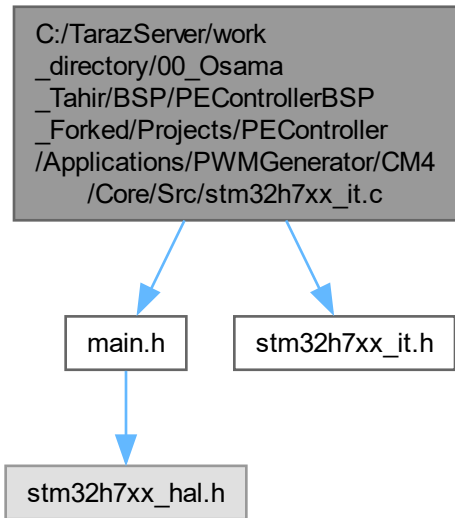 C:/TarazServer/work
_directory/00_Osama
_Tahir/BSP/PEControllerBSP
_Forked/Projects/PEController
/Applications/PWMGenerator/CM4
/Core/Src/stm32h7xx_it.c
main.h
stm32h7xx_it.h
stm32h7xx_hal.h